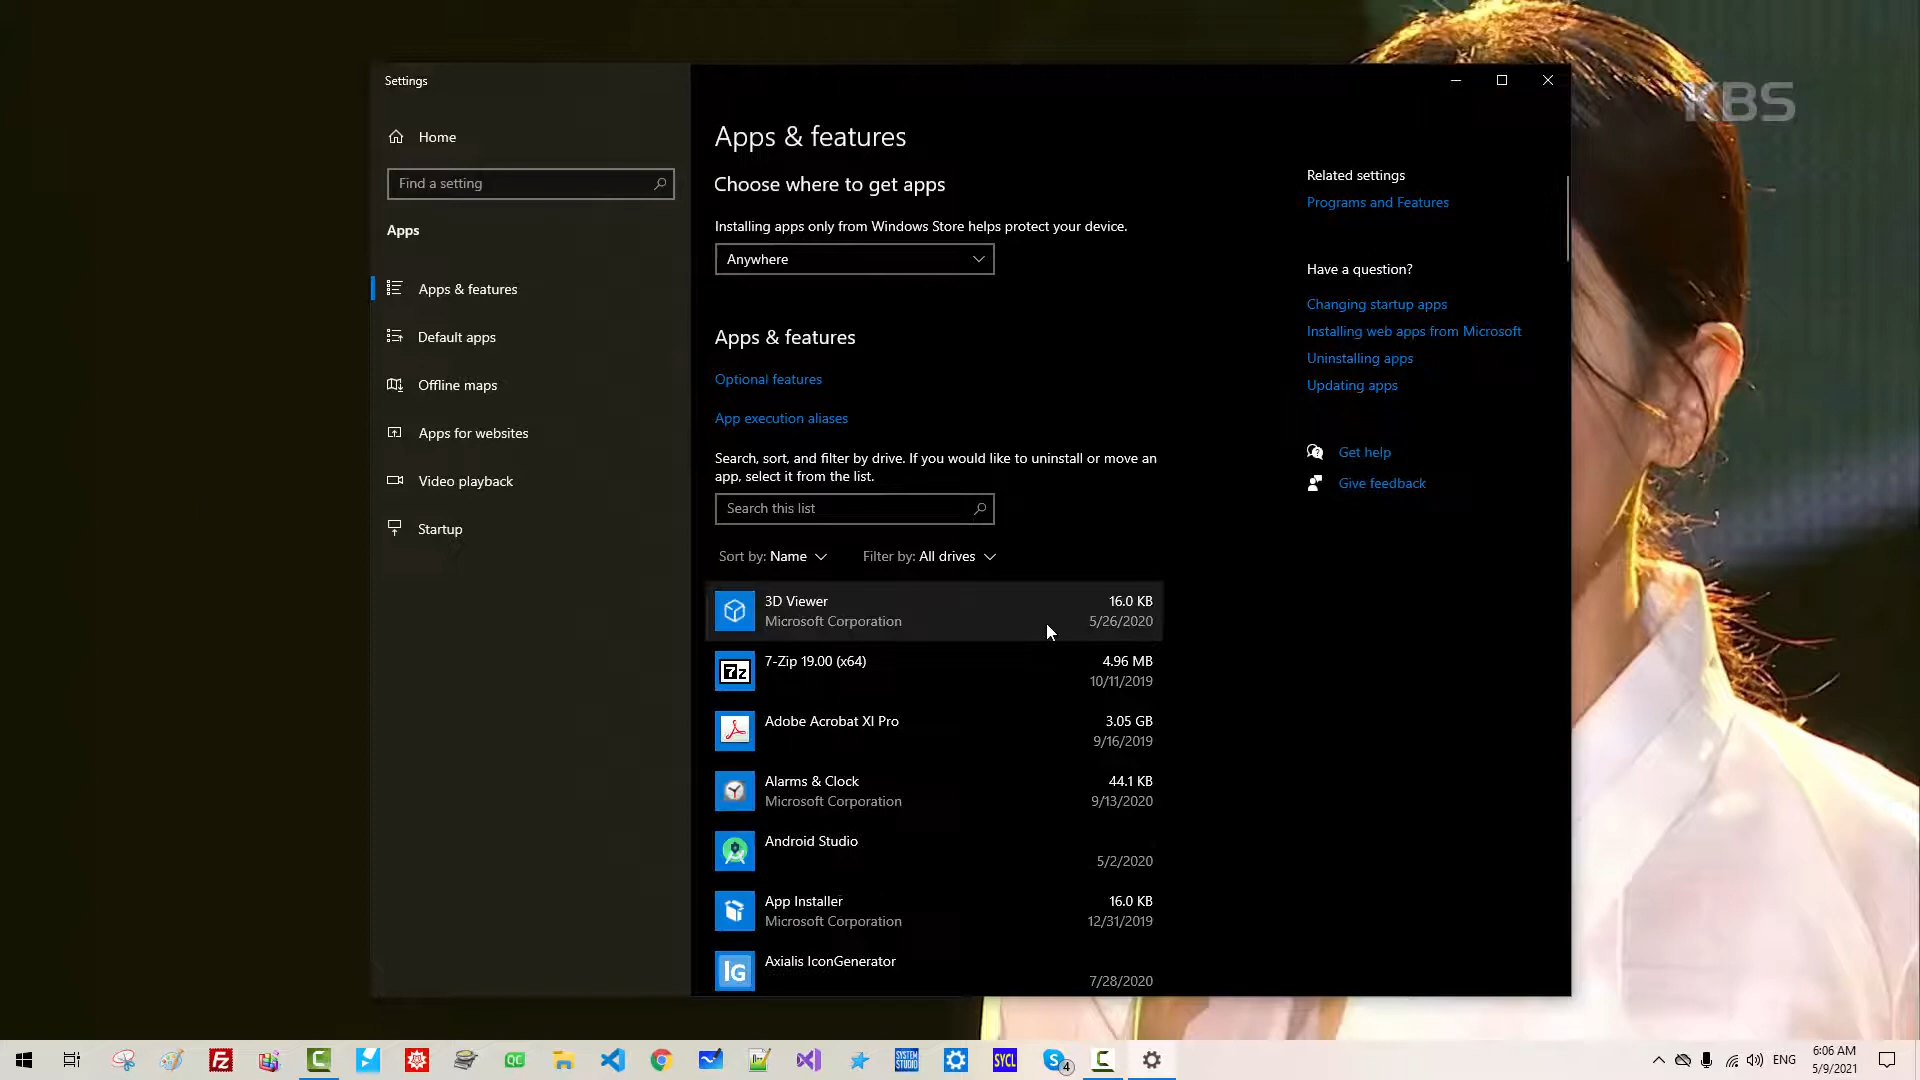 Settings
KBS
Home
Find a setting
Apps
Apps & features
Default apps
Offline maps
Apps for websites
Video playback
Startup
Apps & features
Choose where to get apps
Installing apps only from Windows Store helps protect your device.
Anywhere
Apps & features
Optional features
App execution aliases
Search, sort, and filter by drive. If you would like to uninstall or move an
app, select it from the list.
Search this list
Sort by: Name
Filter by: All drives
3D Viewer
16.0 KB
Microsoft Corporation
5/26/2020
7-Zip 19.00 (x64)
4.96 MB
10/11/2019
Adobe Acrobat XI Pro
3.05 GB
9/16/2019
Alarms & Clock
44.1 KB
Microsoft Corporation
9/13/2020
Android Studio
5/2/2020
App Installer
16.0 KB
Microsoft Corporation
12/31/2019
Axialis IconGenerator
7/28/2020
Related settings
Programs and Features
Have a question?
Changing startup apps
Installing web apps from Microsoft
Uninstalling apps
Updating apps
Get help
Give feedback
7z
IG
Fz
QC
SYSTEM
STUDIO
SYCL
4
ENG
6:06 AM
5/9/2021